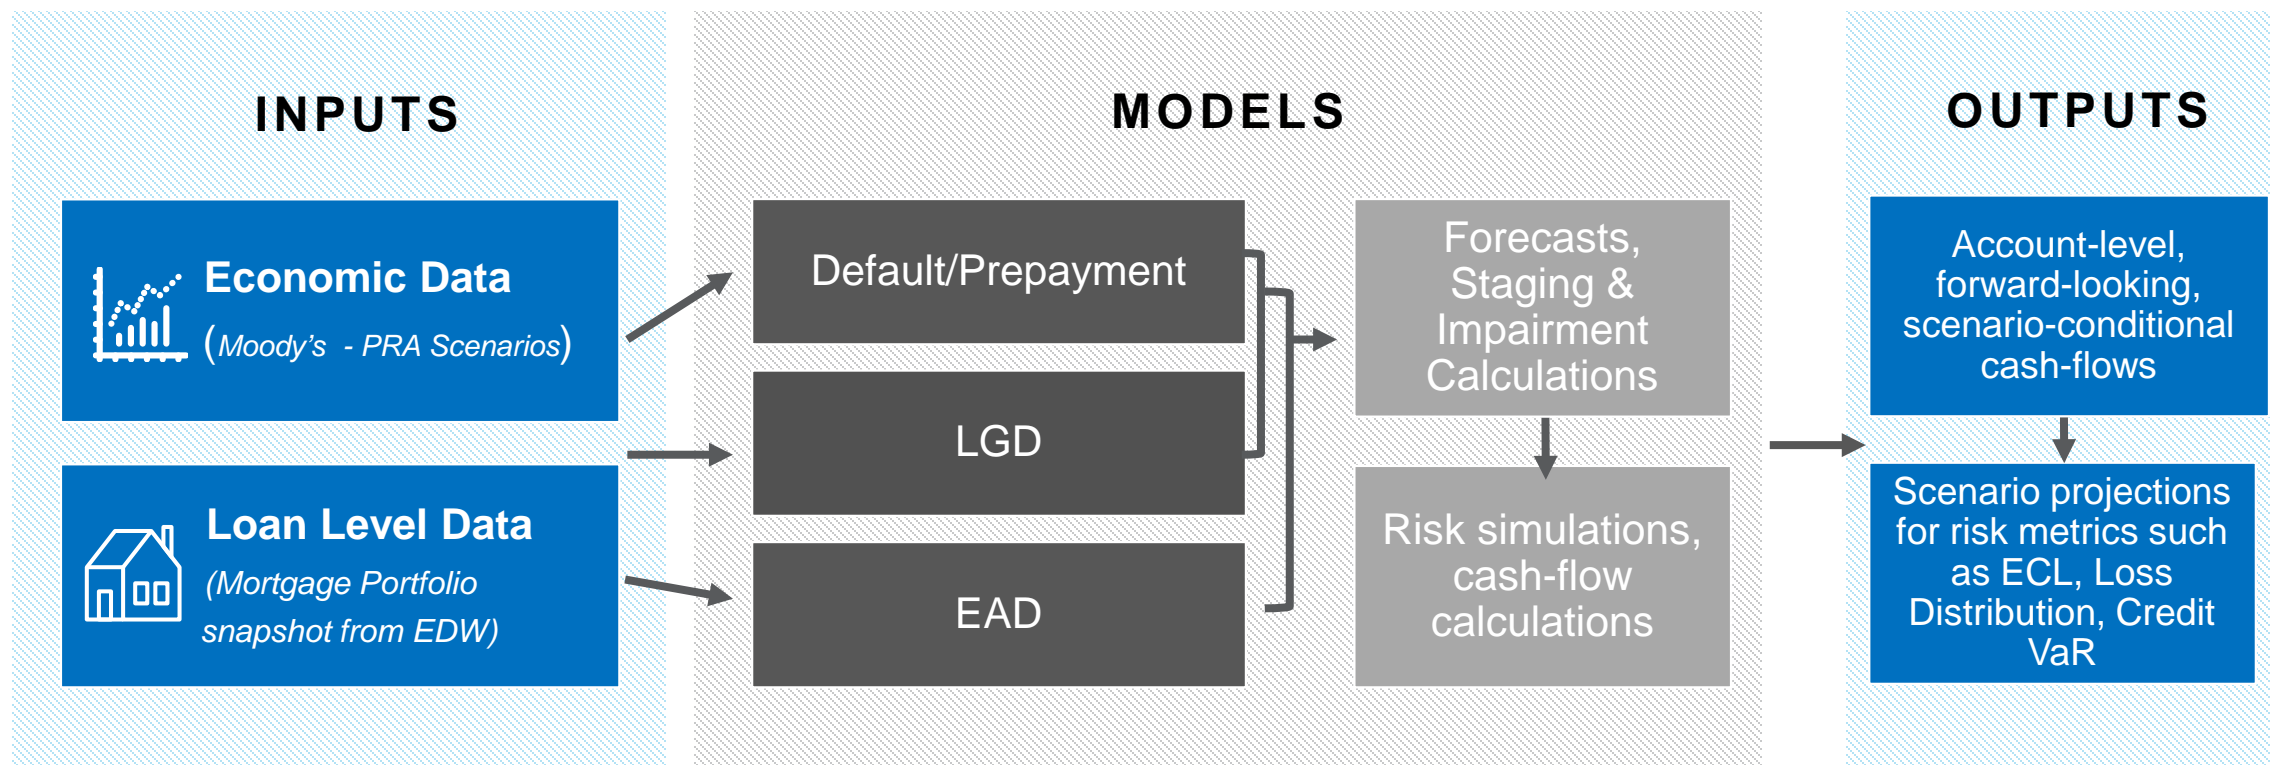 INPUTS
Economic Data
(Moody's - PRA Scenarios)
Loan Level Data
(Mortgage Portfolio
snapshot from EDW)
MODELS
Default/Prepayment
LGD
EAD
Forecasts,
Staging &
Impairment
Calculations
Risk simulations,
cash-flow
calculations
OUTPUTS
Account-level,
forward-looking,
scenario-conditional
cash-flows
Scenario projections
for risk metrics such
as ECL, Loss
Distribution, Credit
VaR